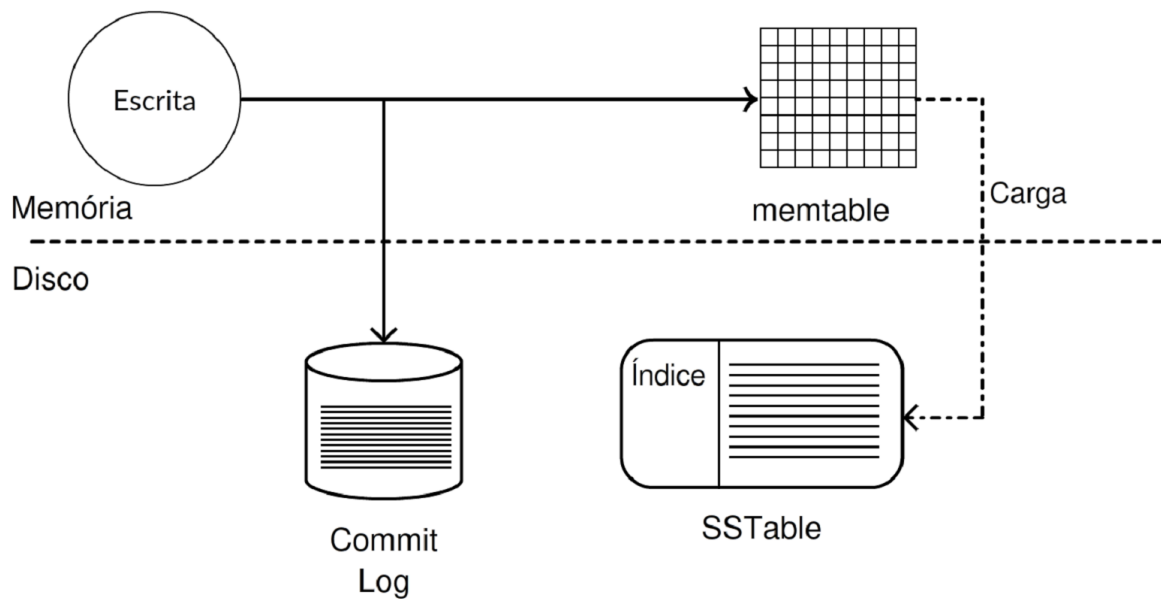 Escrita
Memória
memtable
Carga
Disco
Índice
SSTable
Commit
Log